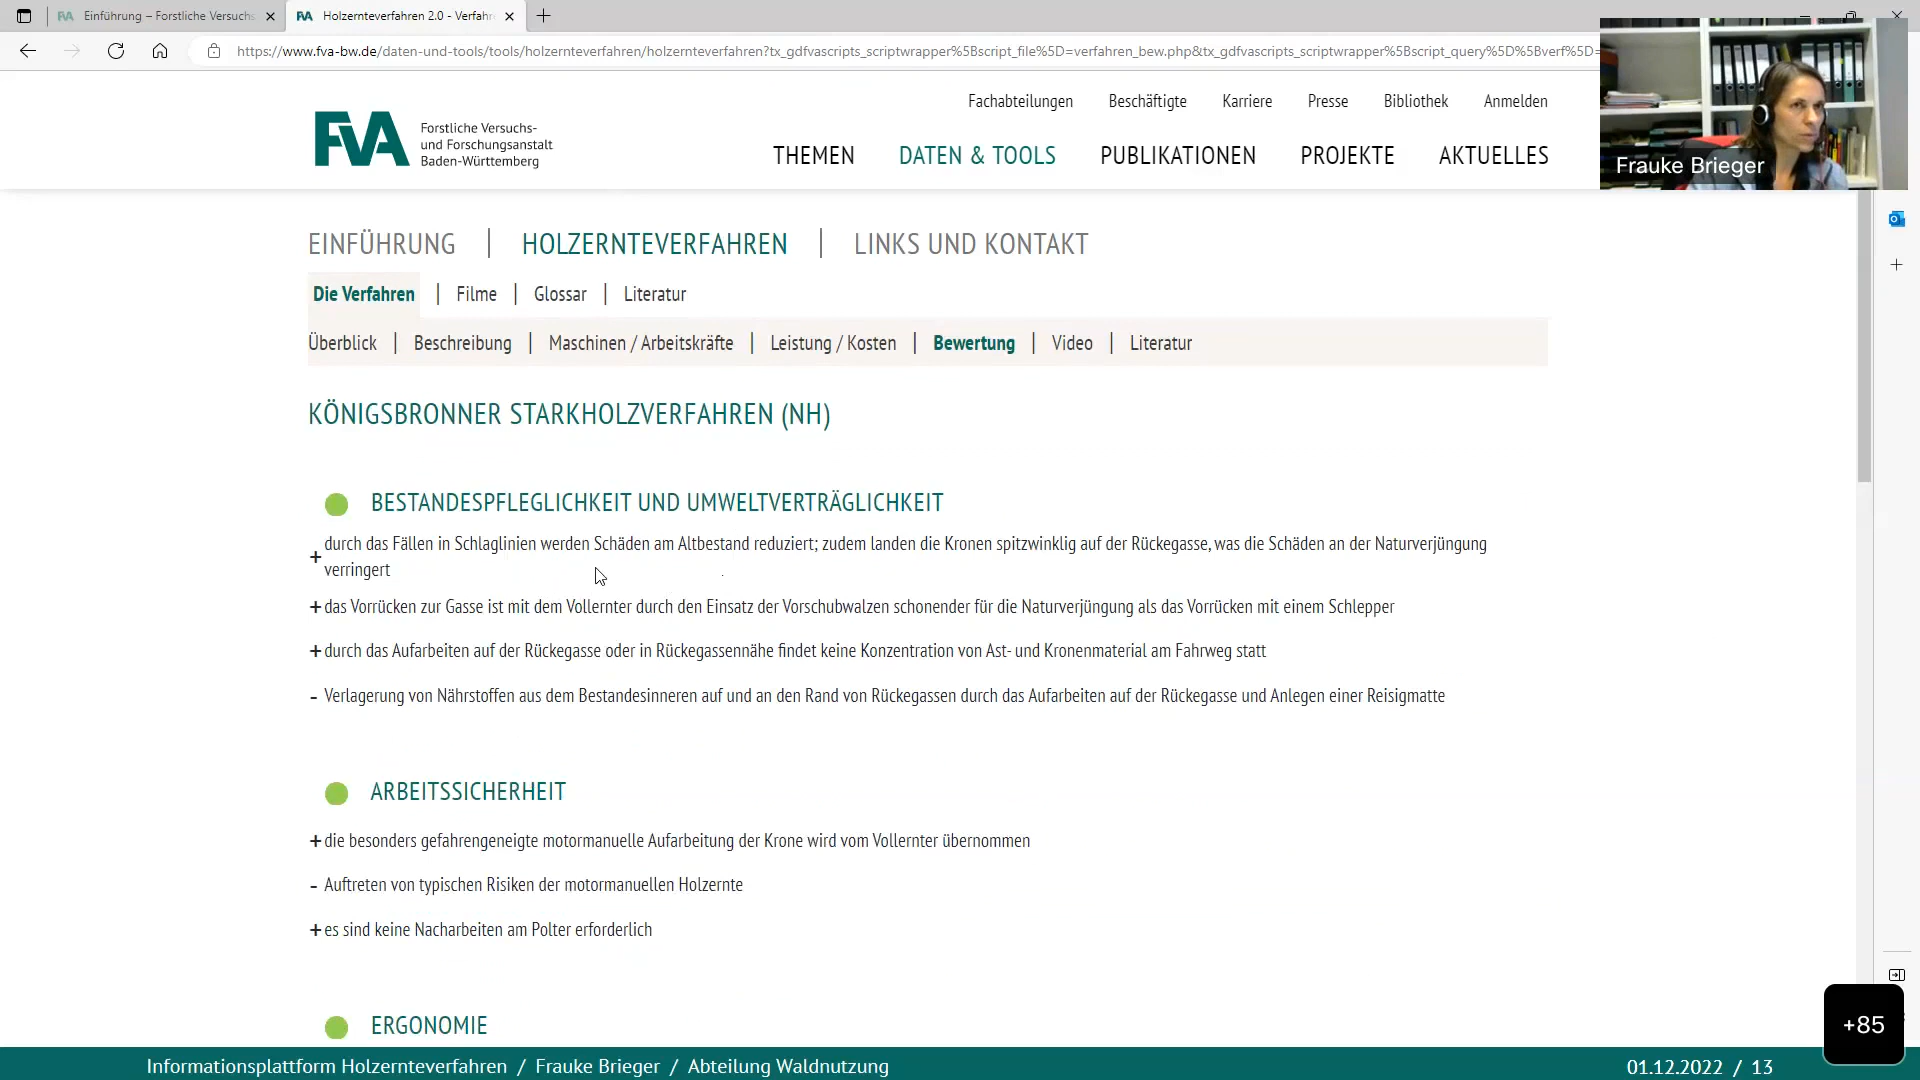 Einführung – Forstliche Versuchs
Holzernteverfahren 2.0 - Verfahr
https://www.fva-bw.de/daten-und-tools/tools/holzernteverfahren/holzernteverfahren?tx_gdfvascripts_scriptwrapper%5Bscript_file%5D=verfahren_bew.php&tx_gdfvascripts_scriptwrapper%5Bscript_query%5D%5Bverf%5D=
Fachabteilungen Beschäftigte Karriere Presse Bibliothek Anmelden
FVA
Forstliche Versuchs-
und Forschungsanstalt
Baden-Württemberg
THEMEN DATEN & TOOLS PUBLIKATIONEN PROJEKTE AKTUELLES
Frauke Brieger
EINFÜHRUNG | HOLZERNTEVERFAHREN | LINKS UND KONTAKT
Die Verfahren | Filme | Glossar | Literatur
Überblick | Beschreibung | Maschinen / Arbeitskräfte | Leistung / Kosten | Bewertung | Video | Literatur
KÖNIGSBRONNER STARKHOLZVERFAHREN (NH)
BESTANDESPFLEGLICHKEIT UND UMWELTVERTRÄGLICHKEIT
+ durch das Fällen in Schlaglinien werden Schäden am Altbestand reduziert; zudem landen die Kronen spitzwinklig auf der Rückegasse, was die Schäden an der Naturverjüngung
verringert
+ das Vorrücken zur Gasse ist mit dem Vollernter durch den Einsatz der Vorschubwalzen schonender für die Naturverjüngung als das Vorrücken mit einem Schlepper
+ durch das Aufarbeiten auf der Rückegasse oder in Rückegassennähe findet keine Konzentration von Ast- und Kronenmaterial am Fahrweg statt
- Verlagerung von Nährstoffen aus dem Bestandesinneren auf und an den Rand von Rückegassen durch das Aufarbeiten auf der Rückegasse und Anlegen einer Reisigmatte
ARBEITSSICHERHEIT
+ die besonders gefahrengeneigte motormanuelle Aufarbeitung der Krone wird vom Vollernter übernommen
- Auftreten von typischen Risiken der motormanuellen Holzernte
+ es sind keine Nacharbeiten am Polter erforderlich
ERGONOMIE
+85
Informationsplattform Holzernteverfahren / Frauke Brieger / Abteilung Waldnutzung
01.12.2022 / 13